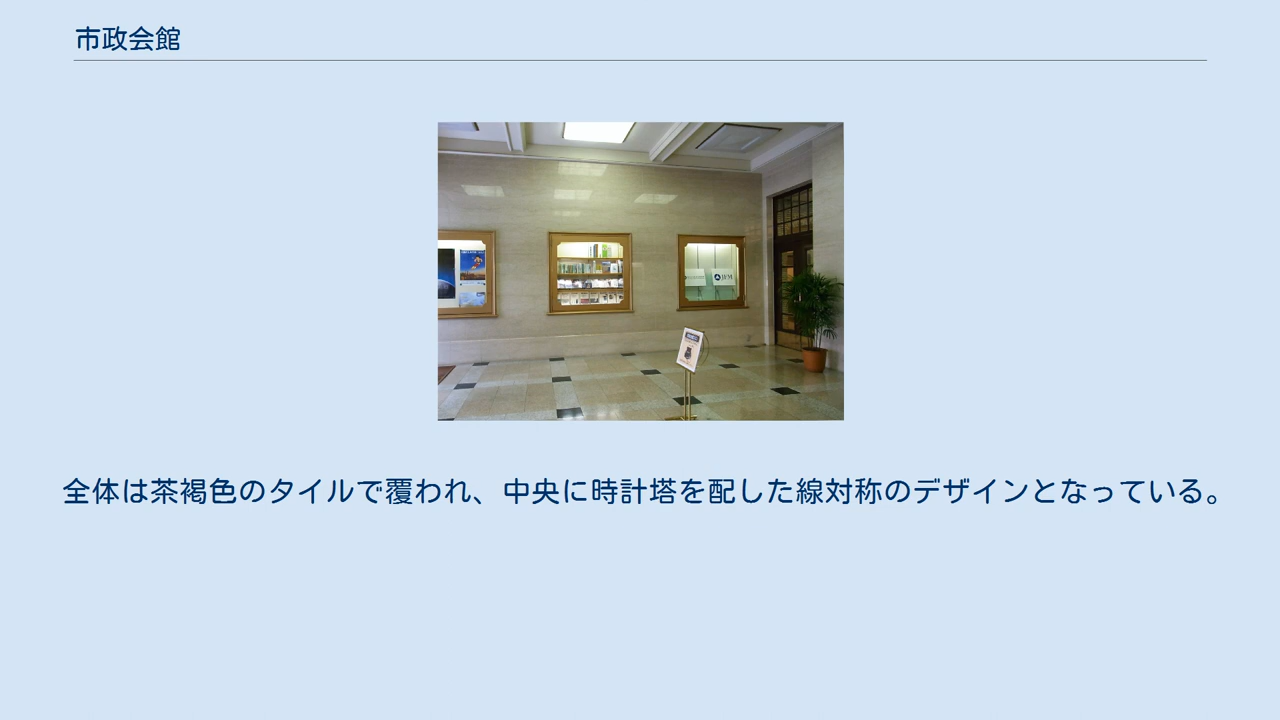 市政会館
JFM
全体は茶褐色のタイルで覆われ、中央に時計塔を配した線対称のデザインとなっている。